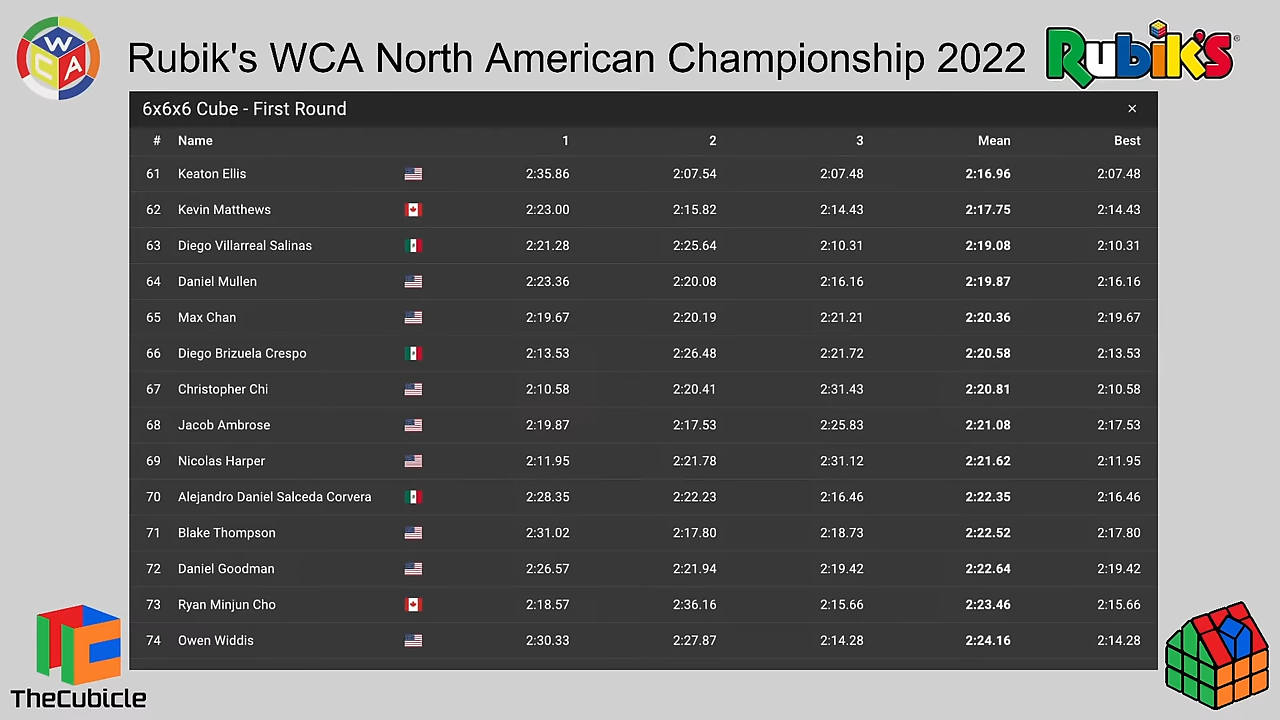 WCA
Rubik's WCA North American Championship 2022
Rubik's®
6x6x6 Cube - First Round ×
# Name 1 2 3 Mean Best
61 Keaton Ellis 2:35.86 2:07.54 2:07.48 2:16.96 2:07.48
62 Kevin Matthews 2:23.00 2:15.82 2:14.43 2:17.75 2:14.43
63 Diego Villarreal Salinas 2:21.28 2:25.64 2:10.31 2:19.08 2:10.31
64 Daniel Mullen 2:23.36 2:20.08 2:16.16 2:19.87 2:16.16
65 Max Chan 2:19.67 2:20.19 2:21.21 2:20.36 2:19.67
66 Diego Brizuela Crespo 2:13.53 2:26.48 2:21.72 2:20.58 2:13.53
67 Christopher Chi 2:10.58 2:20.41 2:31.43 2:20.81 2:10.58
68 Jacob Ambrose 2:19.87 2:17.53 2:25.83 2:21.08 2:17.53
69 Nicolas Harper 2:11.95 2:21.78 2:31.12 2:21.62 2:11.95
70 Alejandro Daniel Salceda Corvera 2:28.35 2:22.23 2:16.46 2:22.35 2:16.46
71 Blake Thompson 2:31.02 2:17.80 2:18.73 2:22.52 2:17.80
72 Daniel Goodman 2:26.57 2:21.94 2:19.42 2:22.64 2:19.42
73 Ryan Minjun Cho 2:18.57 2:36.16 2:15.66 2:23.46 2:15.66
74 Owen Widdis 2:30.33 2:27.87 2:14.28 2:24.16 2:14.28
TheCubicle